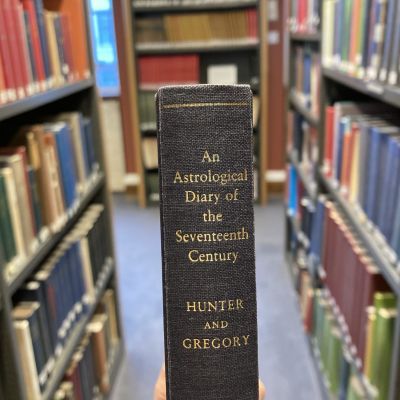 An
Astrological
Diary of
the
Seventeenth
Century
HUNTER
AND
GREGORY